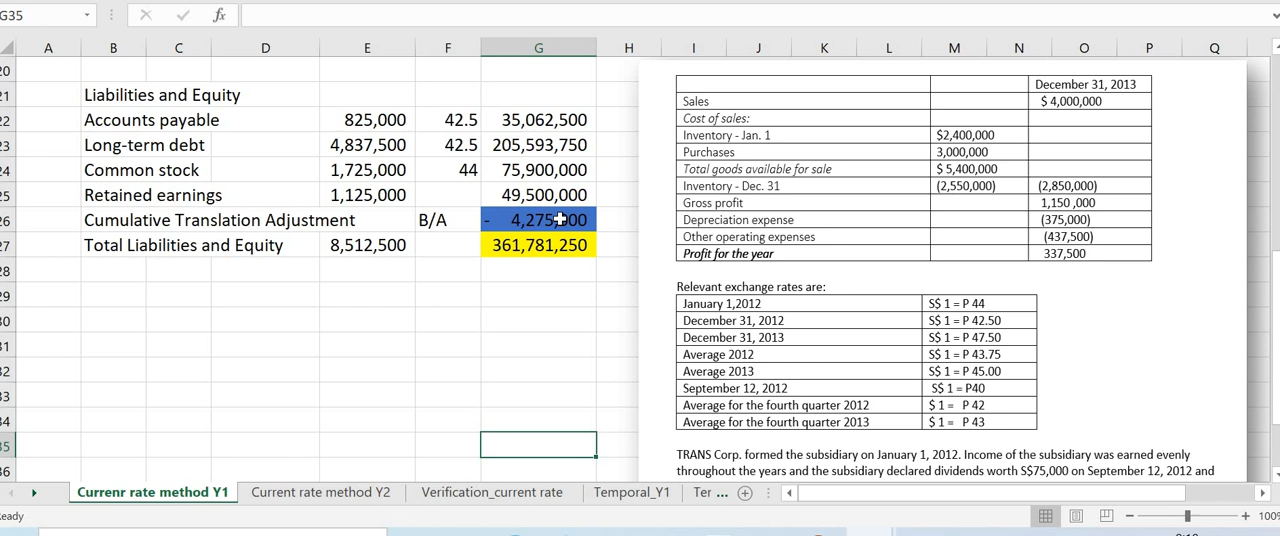 G35
fx
A B C D E F G H I J K L M N O P Q
20
21 Liabilities and Equity
22 Accounts payable 825,000 42.5 35,062,500
23 Long-term debt 4,837,500 42.5 205,593,750
24 Common stock 1,725,000 44 75,900,000
25 Retained earnings 1,125,000 49,500,000
26 Cumulative Translation Adjustment B/A -
27 Total Liabilities and Equity 8,512,500 361,781,250
28
29
30
31
32
33
34
35
36
December 31, 2013
Sales $ 4,000,000
Cost of sales:
Inventory - Jan. 1 $2,400,000
Purchases 3,000,000
Total goods available for sale $ 5,400,000
Inventory - Dec. 31 (2,550,000) (2,850,000)
Gross profit 1,150 ,000
Depreciation expense (375,000)
Other operating expenses (437,500)
Profit for the year 337,500
Relevant exchange rates are:
January 1,2012 S$ 1 = P 44
December 31, 2012 S$ 1 = P 42.50
December 31, 2013 S$ 1 = P 47.50
Average 2012 S$ 1 = P 43.75
Average 2013 S$ 1 = P 45.00
September 12, 2012 S$ 1 = P40
Average for the fourth quarter 2012 $ 1 = P 42
Average for the fourth quarter 2013 $ 1 = P 43
TRANS Corp. formed the subsidiary on January 1, 2012. Income of the subsidiary was earned evenly
throughout the years and the subsidiary declared dividends worth S$75,000 on September 12, 2012 and
Currenr rate method Y1 Current rate method Y2 Verification_current rate Temporal_Y1 Ter ...
eady 100%